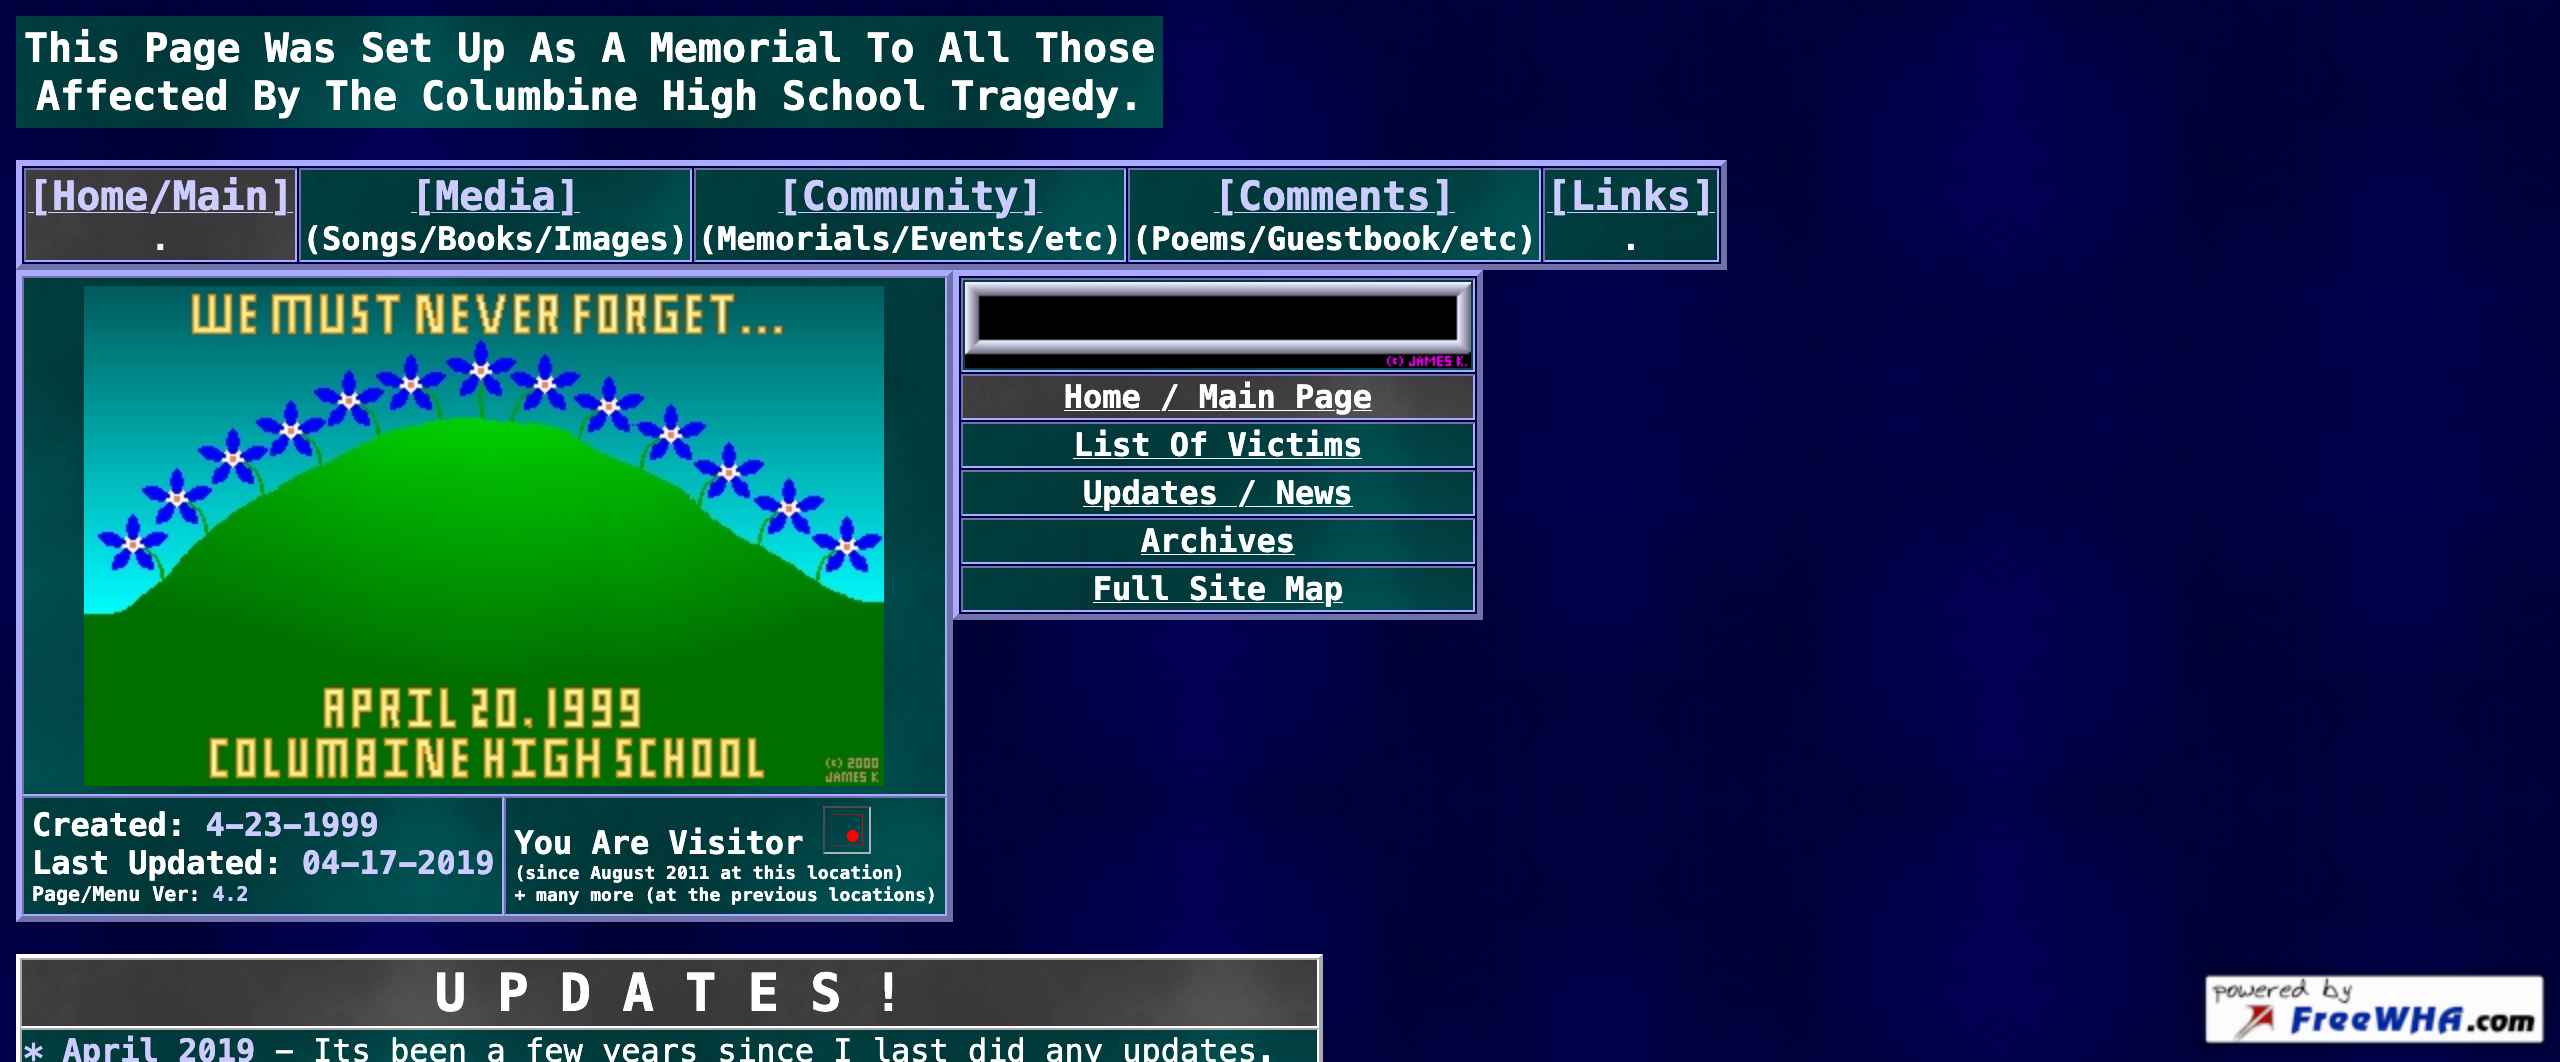 This Page Was Set Up As A Memorial To All Those
Affected By The Columbine High School Tragedy.
[Home/Main]
.
[Media]
(Songs/Books/Images)
[Community]
(Memorials/Events/etc)
[Comments]
(Poems/Guestbook/etc)
[Links]
.
WE MUST NEVER FORGET...
APRIL 20, 1999
COLUMBINE HIGH SCHOOL
(c) 2000
JAMES K
Created: 4-23-1999
Last Updated: 04-17-2019
Page/Menu Ver: 4.2
You Are Visitor
(since August 2011 at this location)
+ many more (at the previous locations)
(c) JAMES K.
Home / Main Page
List Of Victims
Updates / News
Archives
Full Site Map
U P D A T E S !
* April 2019 - Its been a few years since I last did any updates.
powered by
FreeWHA.com